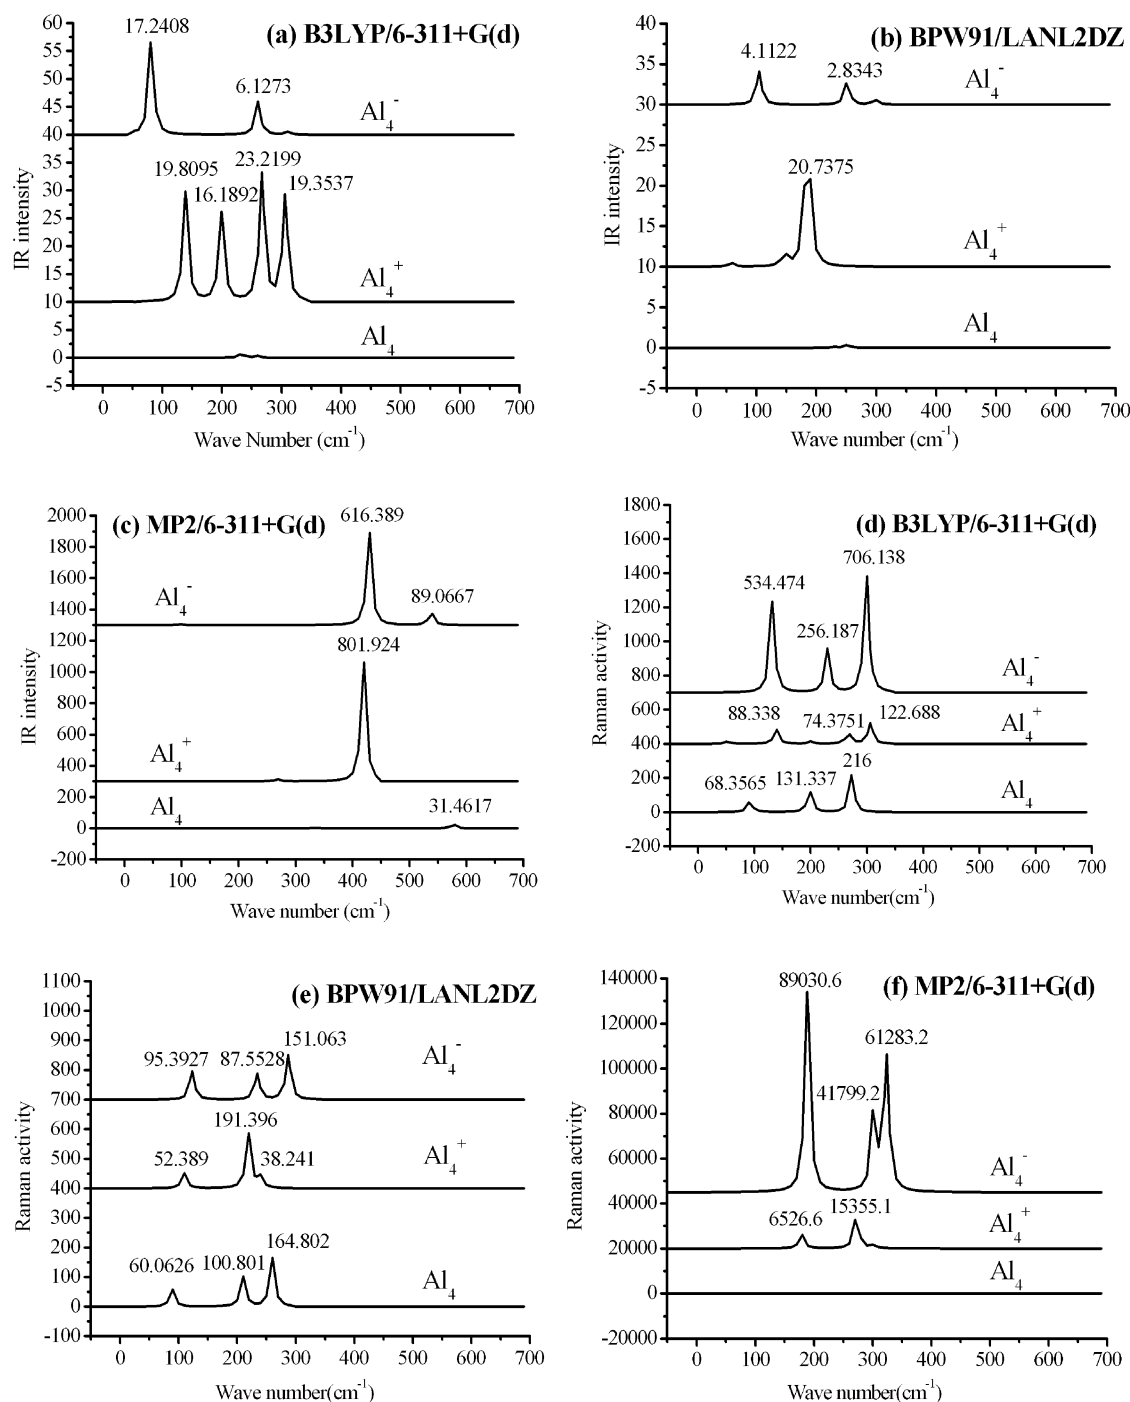 (a) B3LYP/6-311+G(d)
17.2408
6.1273
Al4-
19.8095
16.1892
23.2199
19.3537
Al4+
Al4
60
55
50
45
40
35
30
25
20
15
10
5
0
-5
IR intensity
0 100 200 300 400 500 600 700
Wave Number (cm-1)
(b) BPW91/LANL2DZ
4.1122
2.8343
Al4-
20.7375
Al4+
Al4
40
35
30
25
20
15
10
5
0
-5
IR intensity
0 100 200 300 400 500 600 700
Wave number (cm-1)
(c) MP2/6-311+G(d)
616.389
89.0667
Al4-
801.924
Al4+
31.4617
Al4
2000
1800
1600
1400
1200
1000
800
600
400
200
0
-200
IR intensity
0 100 200 300 400 500 600 700
Wave number (cm-1)
(d) B3LYP/6-311+G(d)
534.474
256.187
706.138
Al4-
88.338
74.3751
122.688
Al4+
68.3565
131.337
216
Al4
1800
1600
1400
1200
1000
800
600
400
200
0
-200
Raman activity
0 100 200 300 400 500 600 700
Wave number(cm-1)
(e) BPW91/LANL2DZ
95.3927
87.5528
151.063
Al4-
52.389
191.396
38.241
Al4+
60.0626
100.801
164.802
Al4
1100
1000
900
800
700
600
500
400
300
200
100
0
-100
Raman activity
0 100 200 300 400 500 600 700
Wave number(cm-1)
(f) MP2/6-311+G(d)
89030.6
41799.2
61283.2
Al4-
6526.6
15355.1
Al4+
Al4
140000
120000
100000
80000
60000
40000
20000
0
-20000
Raman activity
0 100 200 300 400 500 600 700
Wave number(cm-1)